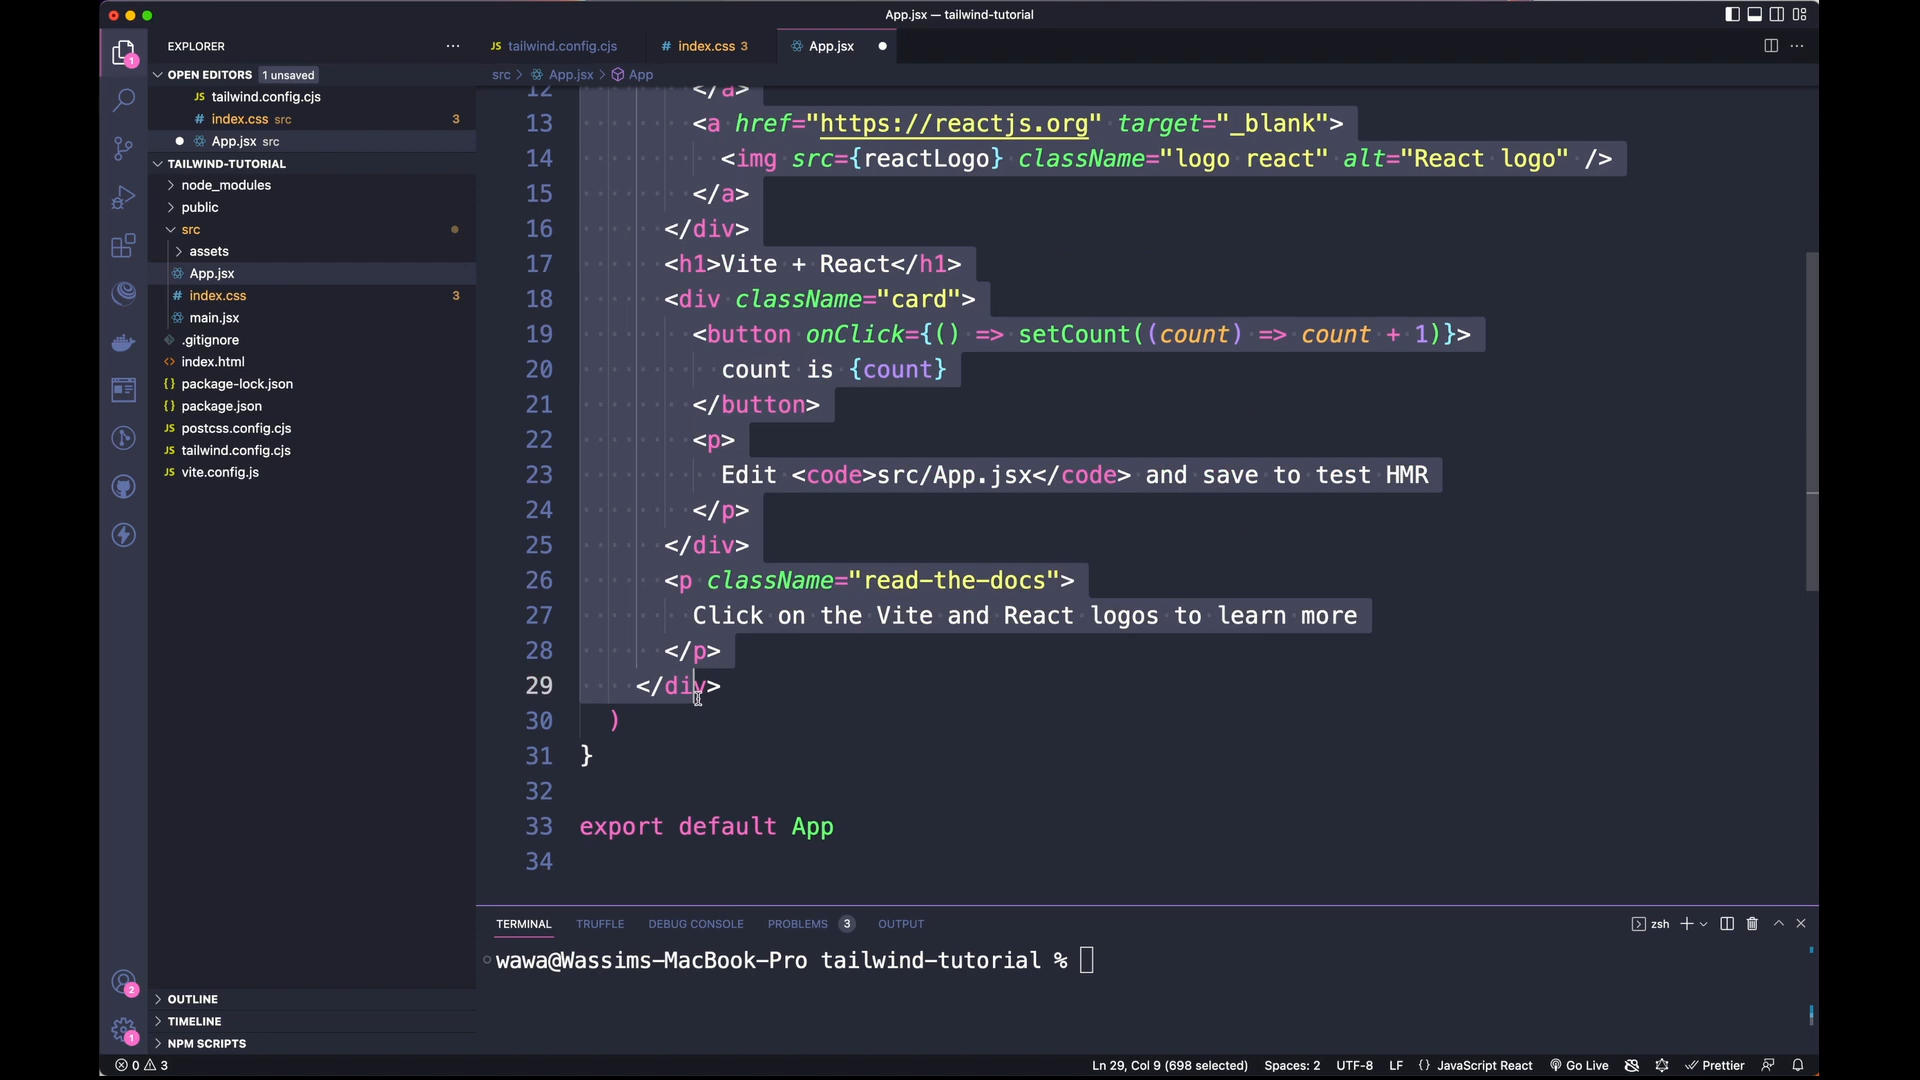 App.jsx — tailwind-tutorial
EXPLORER
JS tailwind.config.cjs
# index.css 3
App.jsx
src > App.jsx > App
OPEN EDITORS 1 unsaved
JS tailwind.config.cjs
# index.css src 3
App.jsx src
TAILWIND-TUTORIAL
node_modules
public
src
assets
App.jsx
# index.css 3
main.jsx
.gitignore
<> index.html
{} package-lock.json
{} package.json
JS postcss.config.cjs
JS tailwind.config.cjs
JS vite.config.js
1
2
1
OUTLINE
TIMELINE
NPM SCRIPTS
12 </a>
13 <a href="https://reactjs.org" target="_blank">
14 <img src={reactLogo} className="logo react" alt="React logo" />
15 </a>
16 </div>
17 <h1>Vite + React</h1>
18 <div className="card">
19 <button onClick={() => setCount((count) => count + 1)}>
20 count is {count}
21 </button>
22 <p>
23 Edit <code>src/App.jsx</code> and save to test HMR
24 </p>
25 </div>
26 <p className="read-the-docs">
27 Click on the Vite and React logos to learn more
28 </p>
29 </div>
30 )
31 }
32
33 export default App
34
TERMINAL TRUFFLE DEBUG CONSOLE PROBLEMS 3 OUTPUT
zsh
wawa@Wassims-MacBook-Pro tailwind-tutorial %
0 3
Ln 29, Col 9 (698 selected) Spaces: 2 UTF-8 LF {} JavaScript React Go Live Prettier